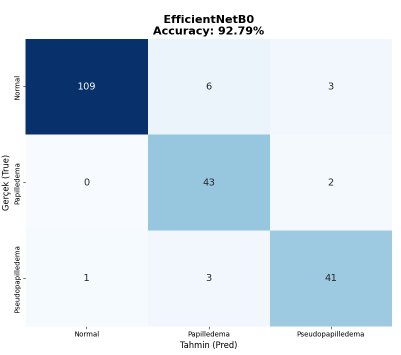 EfficientNetB0
Accuracy: 92.79%
Gerçek (True)
Normal
109 6 3
Papilledema
0 43 2
Pseudopapilledema
1 3 41
Normal Papilledema Pseudopapilledema
Tahmin (Pred)